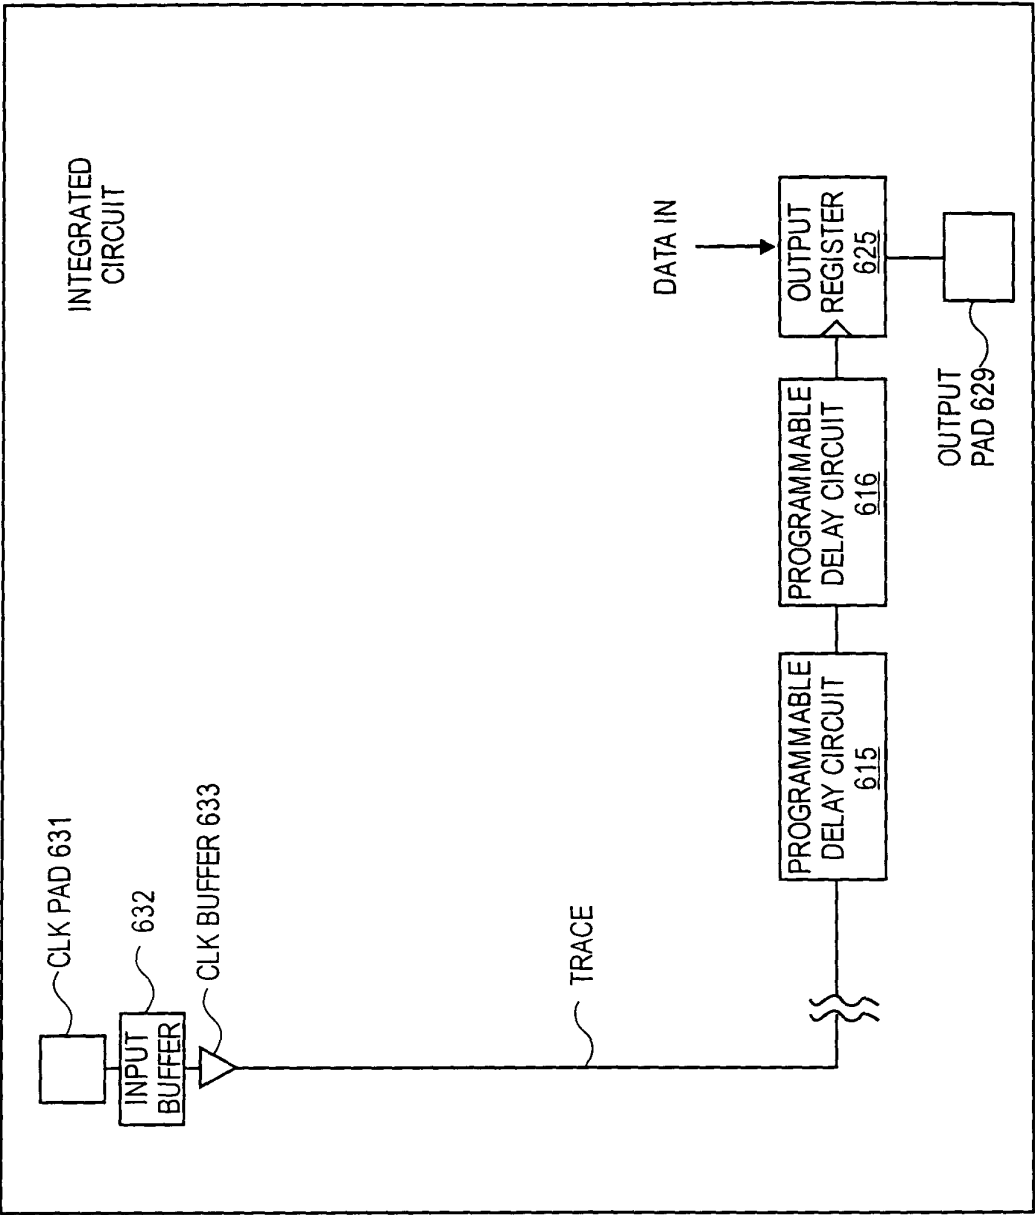 INTEGRATED
CIRCUIT
CLK PAD 631
INPUT
BUFFER
632
CLK BUFFER 633
TRACE
PROGRAMMABLE
DELAY CIRCUIT
615
PROGRAMMABLE
DELAY CIRCUIT
616
DATA IN
OUTPUT
REGISTER
625
OUTPUT
PAD 629